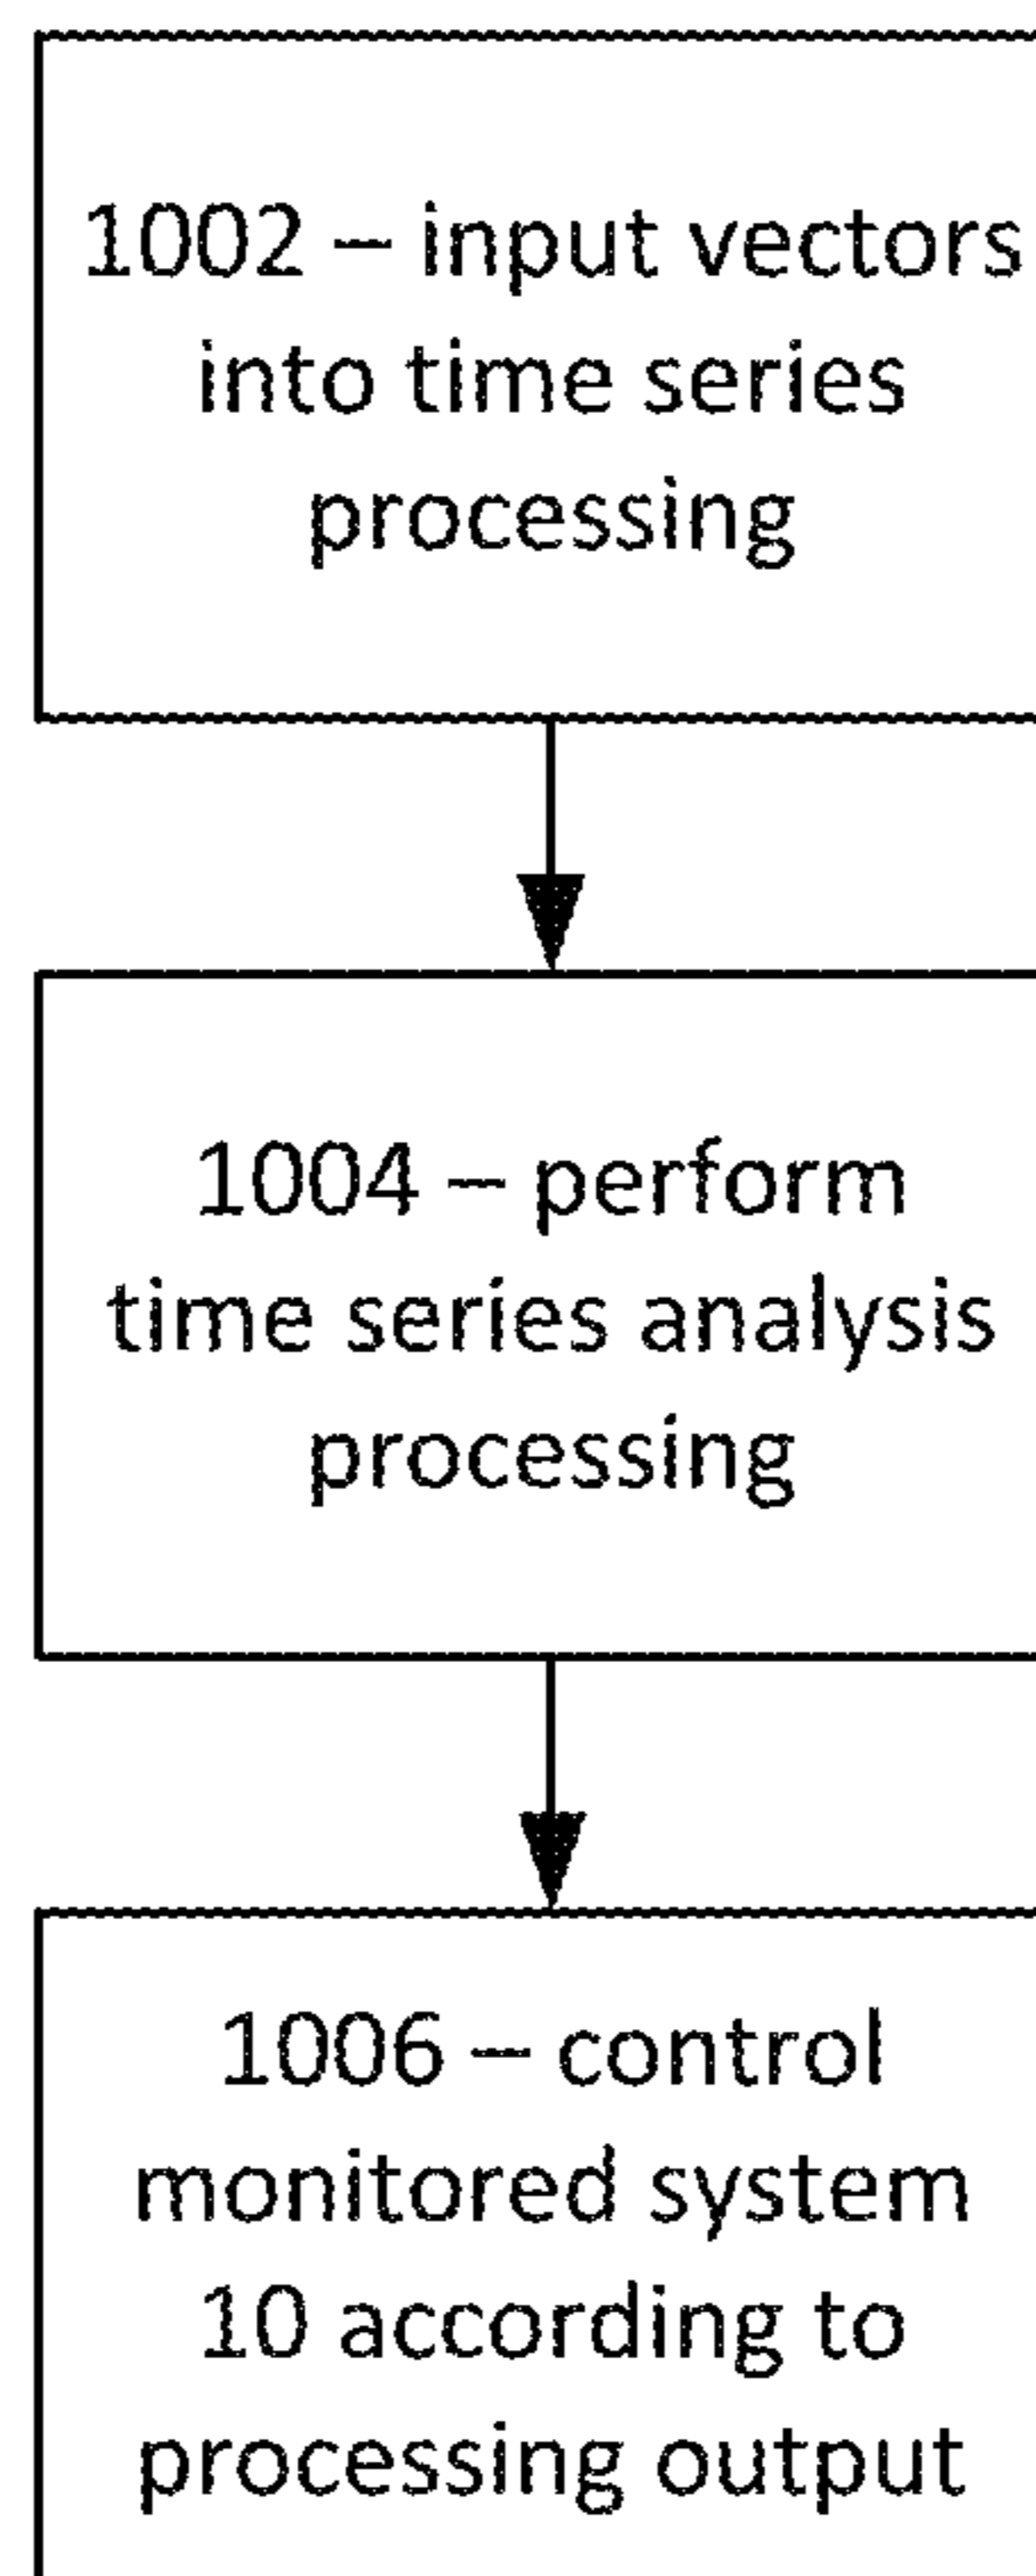 1002 – input vectors
into time series
processing
1004 – perform
time series analysis
processing
1006 – control
monitored system
10 according to
processing output